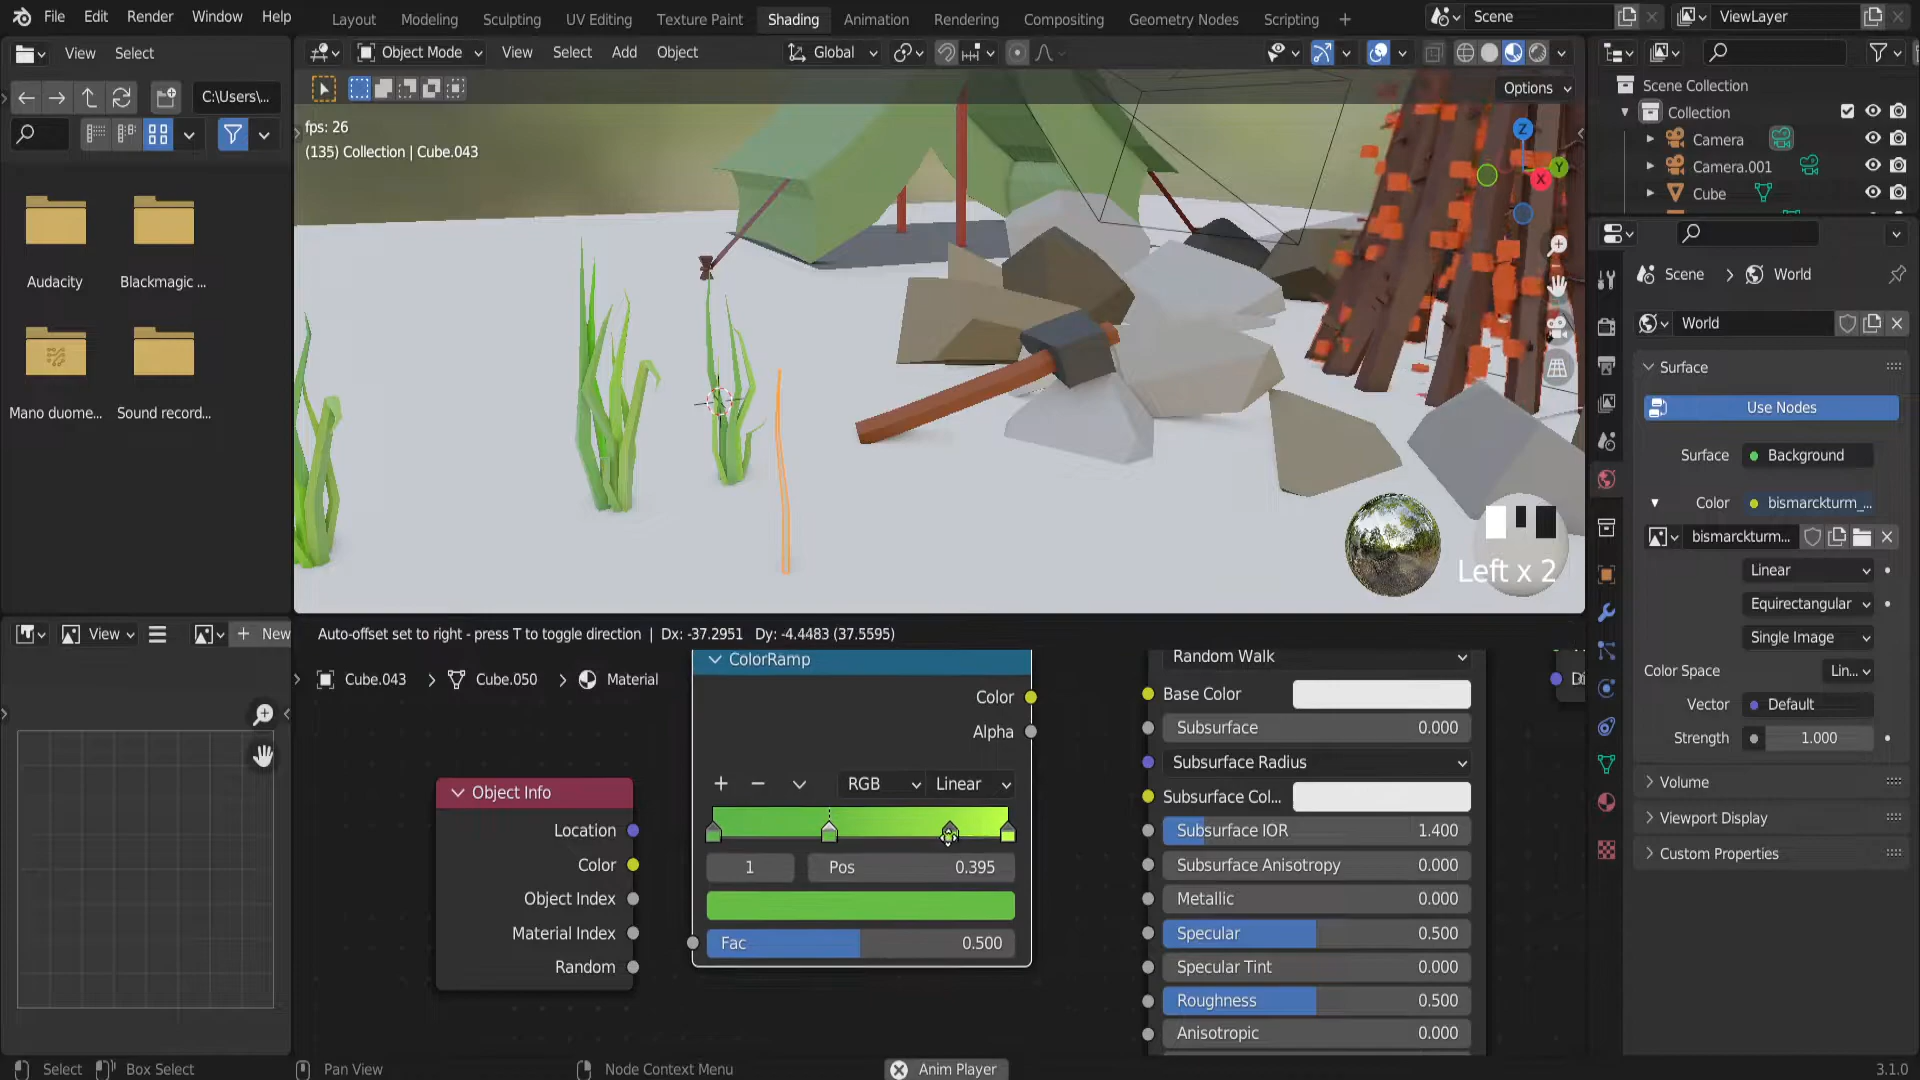 File Edit Render Window Help Layout Modeling Sculpting UV Editing Texture Paint Shading Animation Rendering Compositing Geometry Nodes Scripting + Scene ViewLayer
View Select Object Mode View Select Add Object Global
C:\Users\... Options
fps: 26
(135) Collection | Cube.043
Audacity Blackmagic ...
Mano duome... Sound record...
Z
Y
X
Left x 2
Scene Collection
Collection
Camera
Camera.001
Cube
Scene > World
World
Surface
Use Nodes
Surface Background
Color bismarckturm_...
bismarckturm...
Linear
Equirectangular
Single Image
Color Space Lin...
Vector Default
Strength 1.000
Volume
Viewport Display
Custom Properties
View New
Auto-offset set to right - press T to toggle direction | Dx: -37.2951 Dy: -4.4483 (37.5595)
Cube.043 > Cube.050 > Material
ColorRamp
Color
Alpha
RGB Linear
1 Pos 0.395
Fac 0.500
Object Info
Location
Color
Object Index
Material Index
Random
Random Walk
Base Color
Subsurface 0.000
Subsurface Radius
Subsurface Col...
Subsurface IOR 1.400
Subsurface Anisotropy 0.000
Metallic 0.000
Specular 0.500
Specular Tint 0.000
Roughness 0.500
Anisotropic 0.000
Select Box Select Pan View Node Context Menu Anim Player 3.1.0